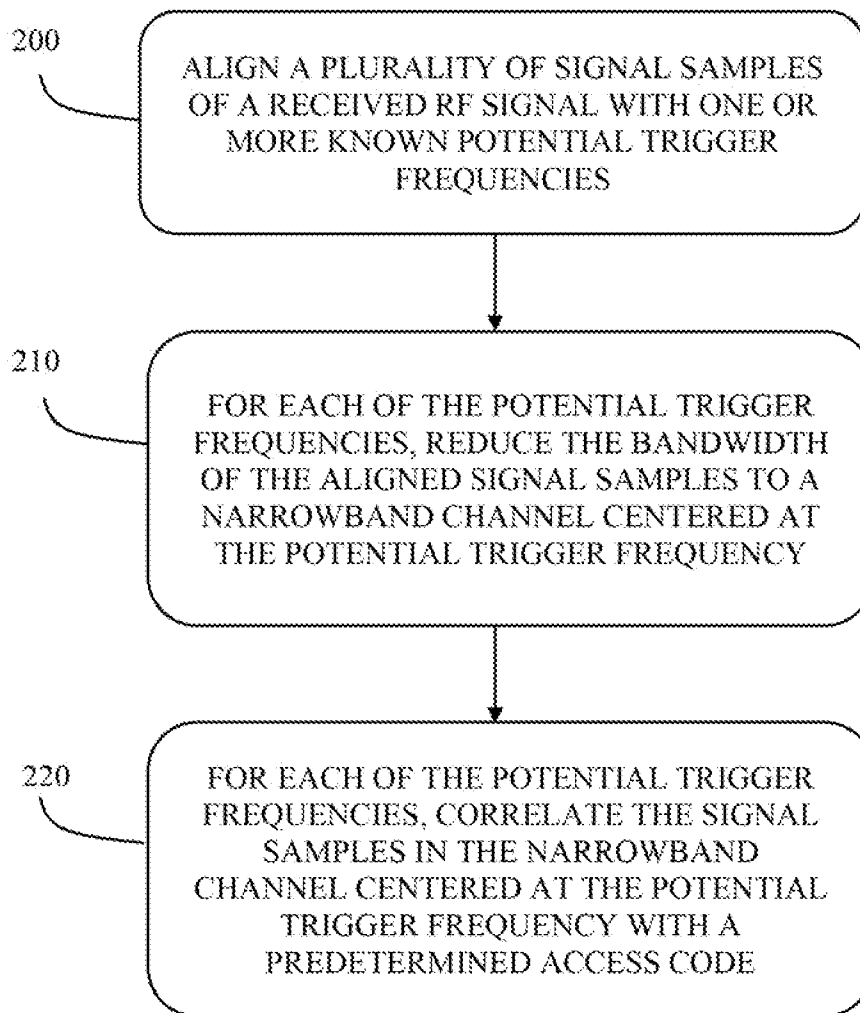 200
ALIGN A PLURALITY OF SIGNAL SAMPLES
OF A RECEIVED RF SIGNAL WITH ONE OR
MORE KNOWN POTENTIAL TRIGGER
FREQUENCIES
210
FOR EACH OF THE POTENTIAL TRIGGER
FREQUENCIES, REDUCE THE BANDWIDTH
OF THE ALIGNED SIGNAL SAMPLES TO A
NARROWBAND CHANNEL CENTERED AT
THE POTENTIAL TRIGGER FREQUENCY
220
FOR EACH OF THE POTENTIAL TRIGGER
FREQUENCIES, CORRELATE THE SIGNAL
SAMPLES IN THE NARROWBAND
CHANNEL CENTERED AT THE POTENTIAL
TRIGGER FREQUENCY WITH A
PREDETERMINED ACCESS CODE